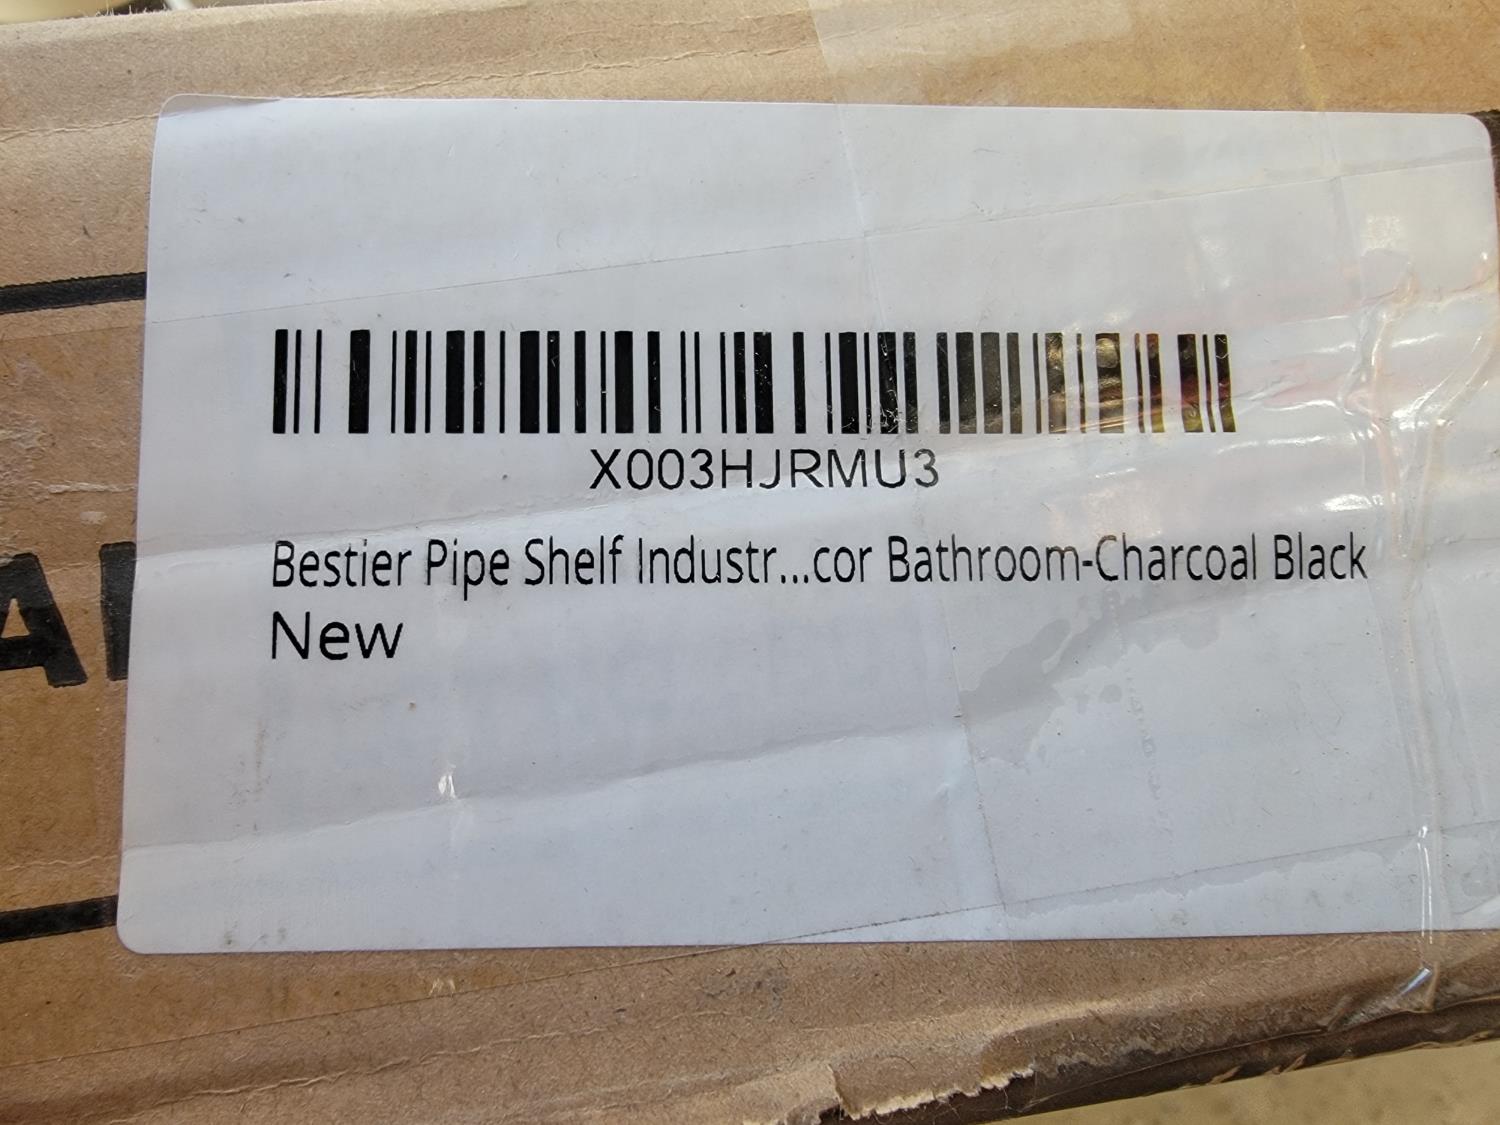 X003HJRMU3
Bestier Pipe Shelf Industr...cor Bathroom-Charcoal Black
New
A